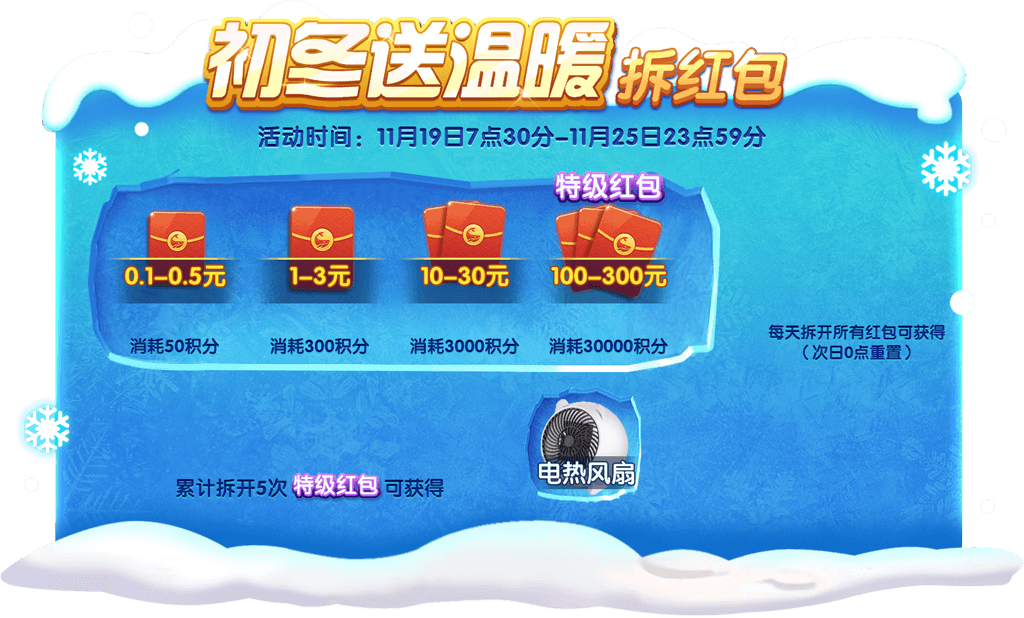 初冬送温暖拆红包
活动时间：11月19日7点30分–11月25日23点59分
特级红包
0.1–0.5元
1–3元
10–30元
100–300元
消耗50积分
消耗300积分
消耗3000积分
消耗30000积分
每天拆开所有红包可获得
（次日0点重置）
电热风扇
累计拆开5次 特级红包 可获得